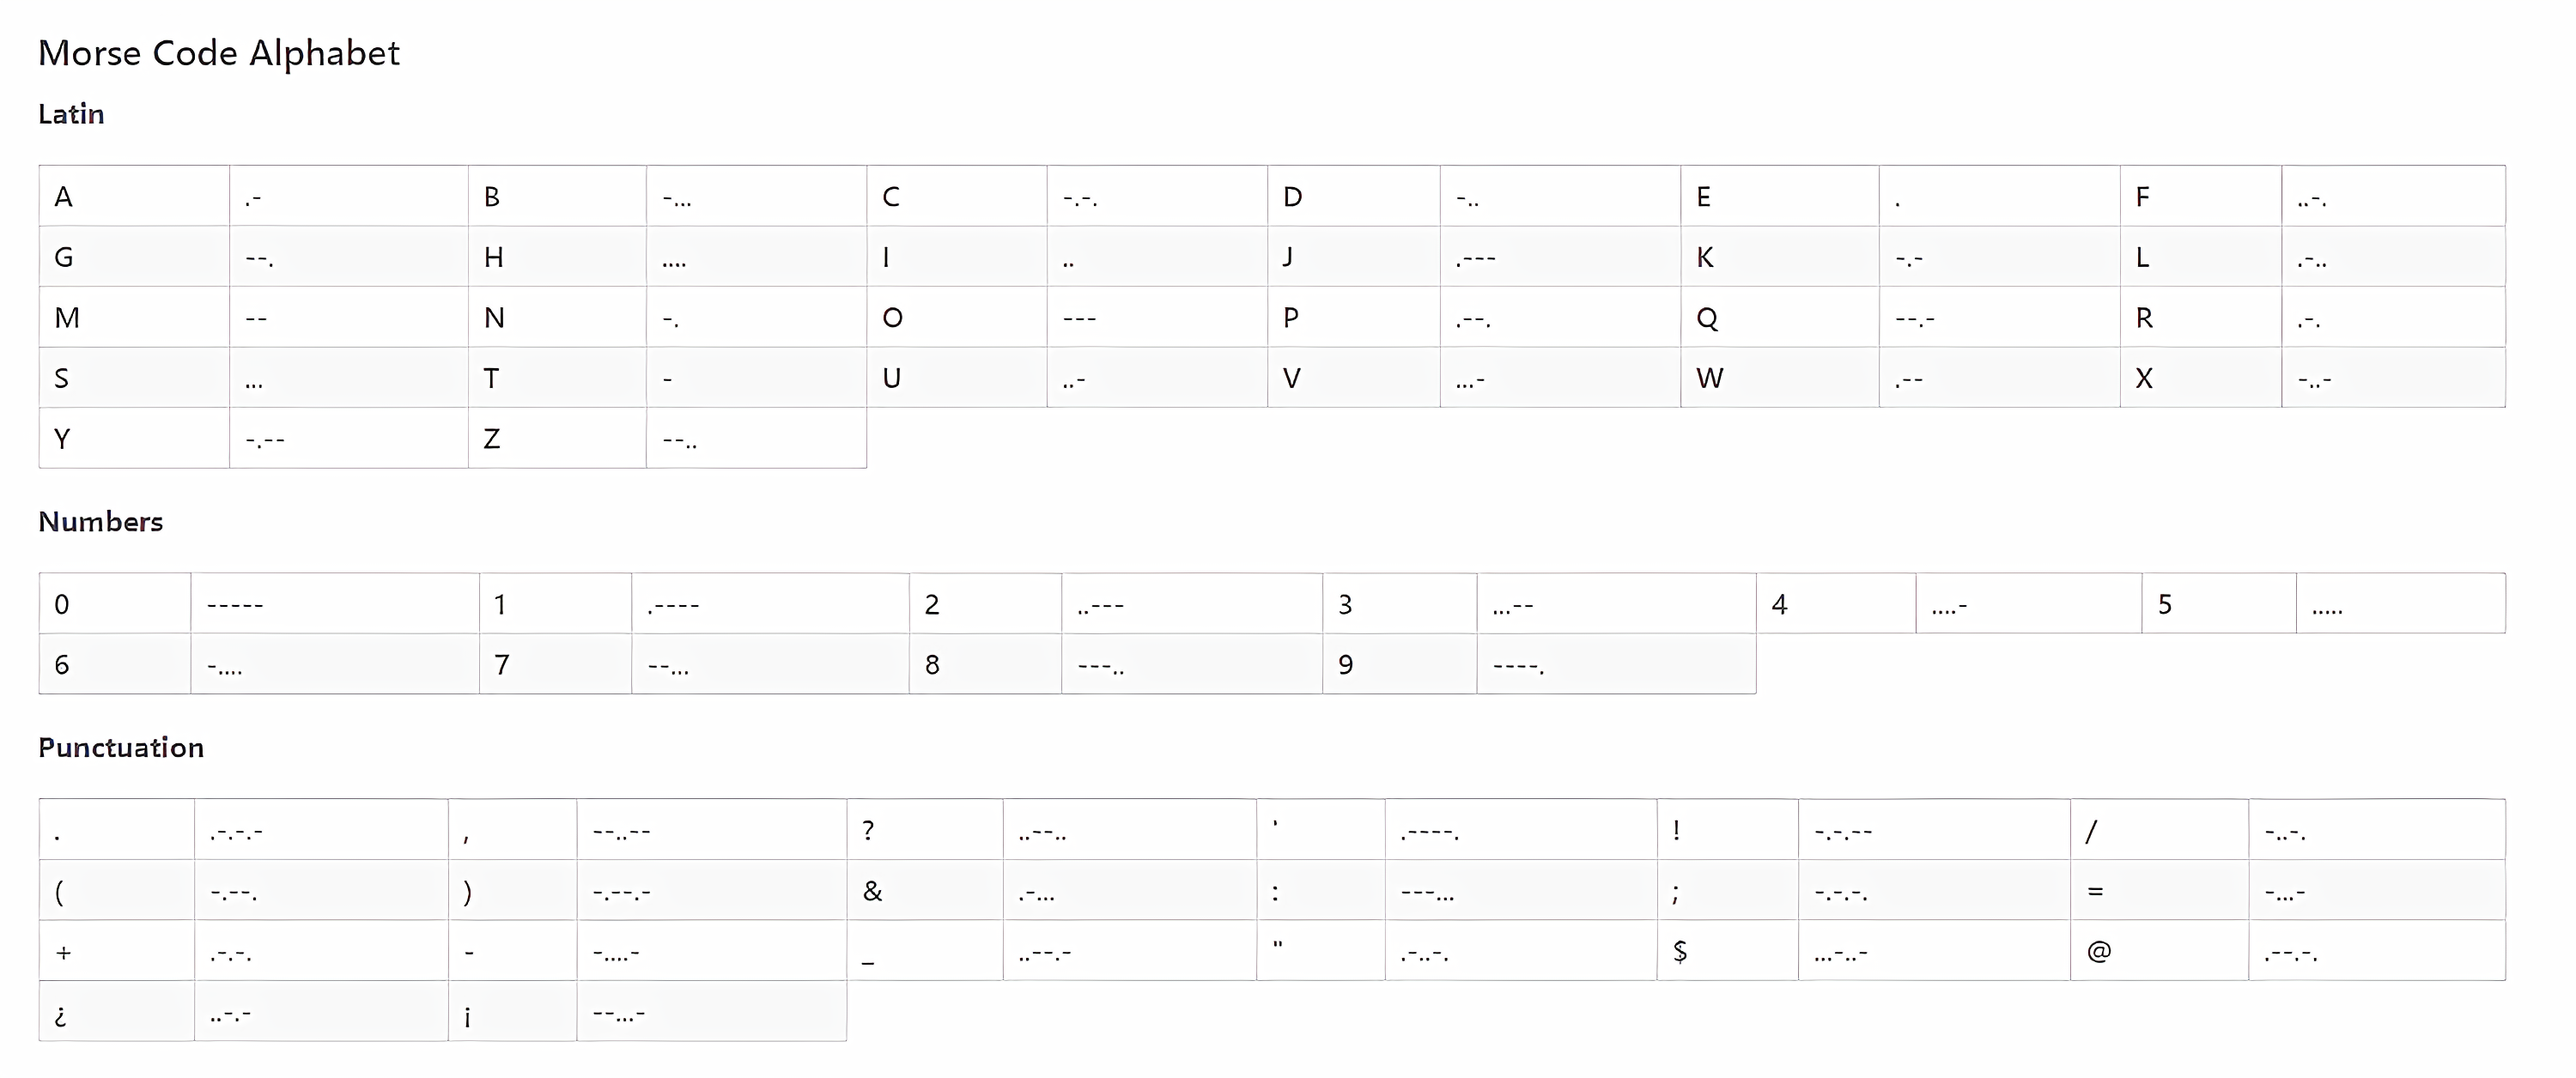 Morse Code Alphabet
Latin
A .- B -... C -.-. D -.. E . F ..-.
G --. H .... I .. J .--- K -.- L .-..
M -- N -. O --- P .--. Q --.- R .-.
S ... T - U ..- V ...- W .-- X -..-
Y -.-- Z --..
Numbers
0 ----- 1 .---- 2 ..--- 3 ...-- 4 ....- 5 .....
6 -.... 7 --... 8 ---.. 9 ----.
Punctuation
. .-.-.- , --..-- ? ..--.. ' .----. ! -.-.-- / -..-.
( -.--. ) -.--.- & .-... : ---... ; -.-.-. = -...-
+ .-.-. - -....- _ ..--.- " .-..-. $ ...-..- @ .--.-.
¿ ..-.- ¡ --...-